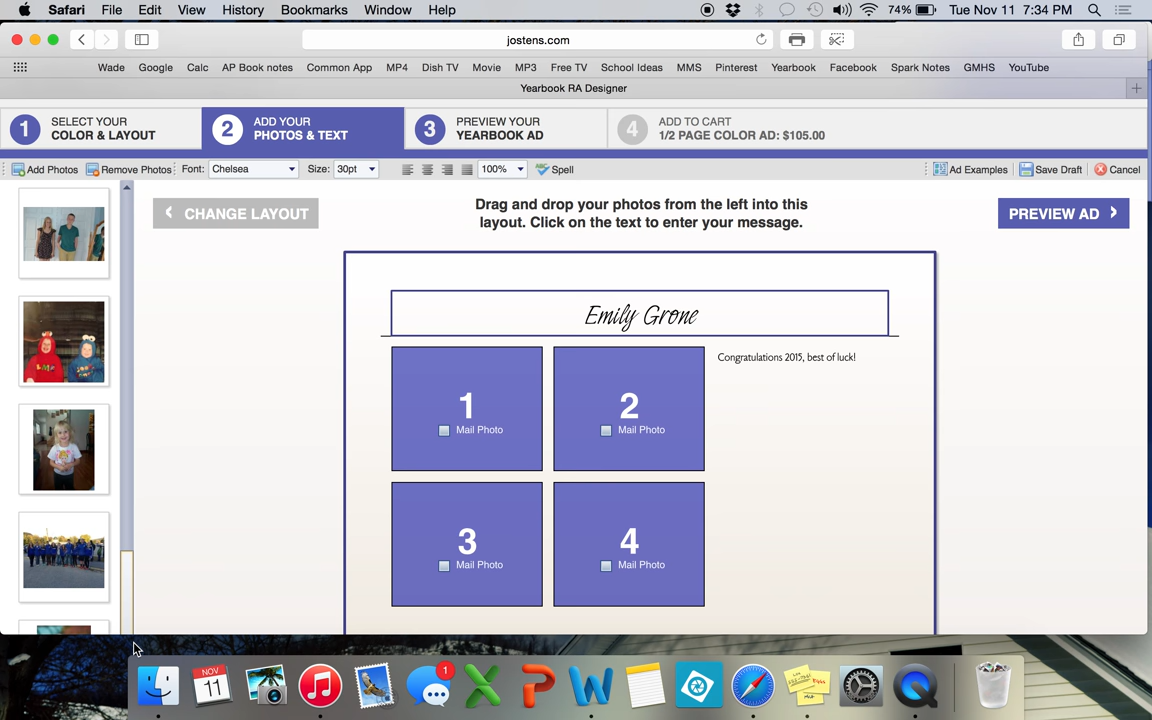 Safari File Edit View History Bookmarks Window Help 74% Tue Nov 11 7:34 PM
jostens.com
Wade Google Calc AP Book notes Common App MP4 Dish TV Movie MP3 Free TV School Ideas MMS Pinterest Yearbook Facebook Spark Notes GMHS YouTube
Yearbook RA Designer
1 SELECT YOUR
COLOR & LAYOUT
2 ADD YOUR
PHOTOS & TEXT
3 PREVIEW YOUR
YEARBOOK AD
4 ADD TO CART
1/2 PAGE COLOR AD: $105.00
Add Photos Remove Photos Font: Chelsea Size: 30pt 100% Spell Ad Examples Save Draft Cancel
CHANGE LAYOUT
Drag and drop your photos from the left into this
layout. Click on the text to enter your message.
PREVIEW AD
Emily Grone
Congratulations 2015, best of luck!
1
Mail Photo
2
Mail Photo
3
Mail Photo
4
Mail Photo
NOV
11
1